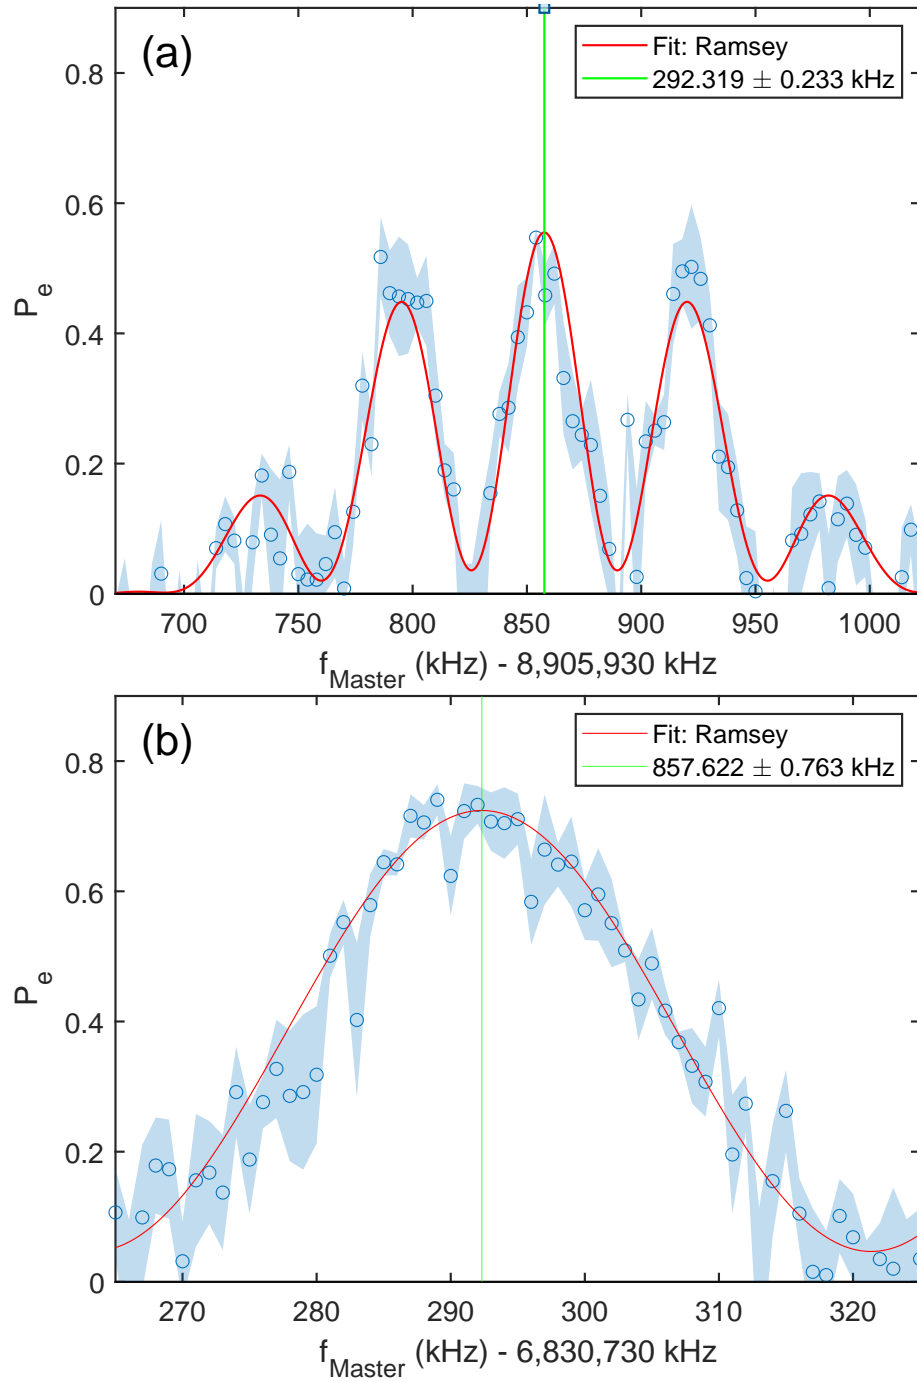 (a)
Fit: Ramsey
292.319 ± 0.233 kHz
0.8
0.6
0.4
0.2
0
P_e
700 750 800 850 900 950 1000
f_Master (kHz) - 8,905,930 kHz
(b)
Fit: Ramsey
857.622 ± 0.763 kHz
0.8
0.6
0.4
0.2
0
P_e
270 280 290 300 310 320
f_Master (kHz) - 6,830,730 kHz